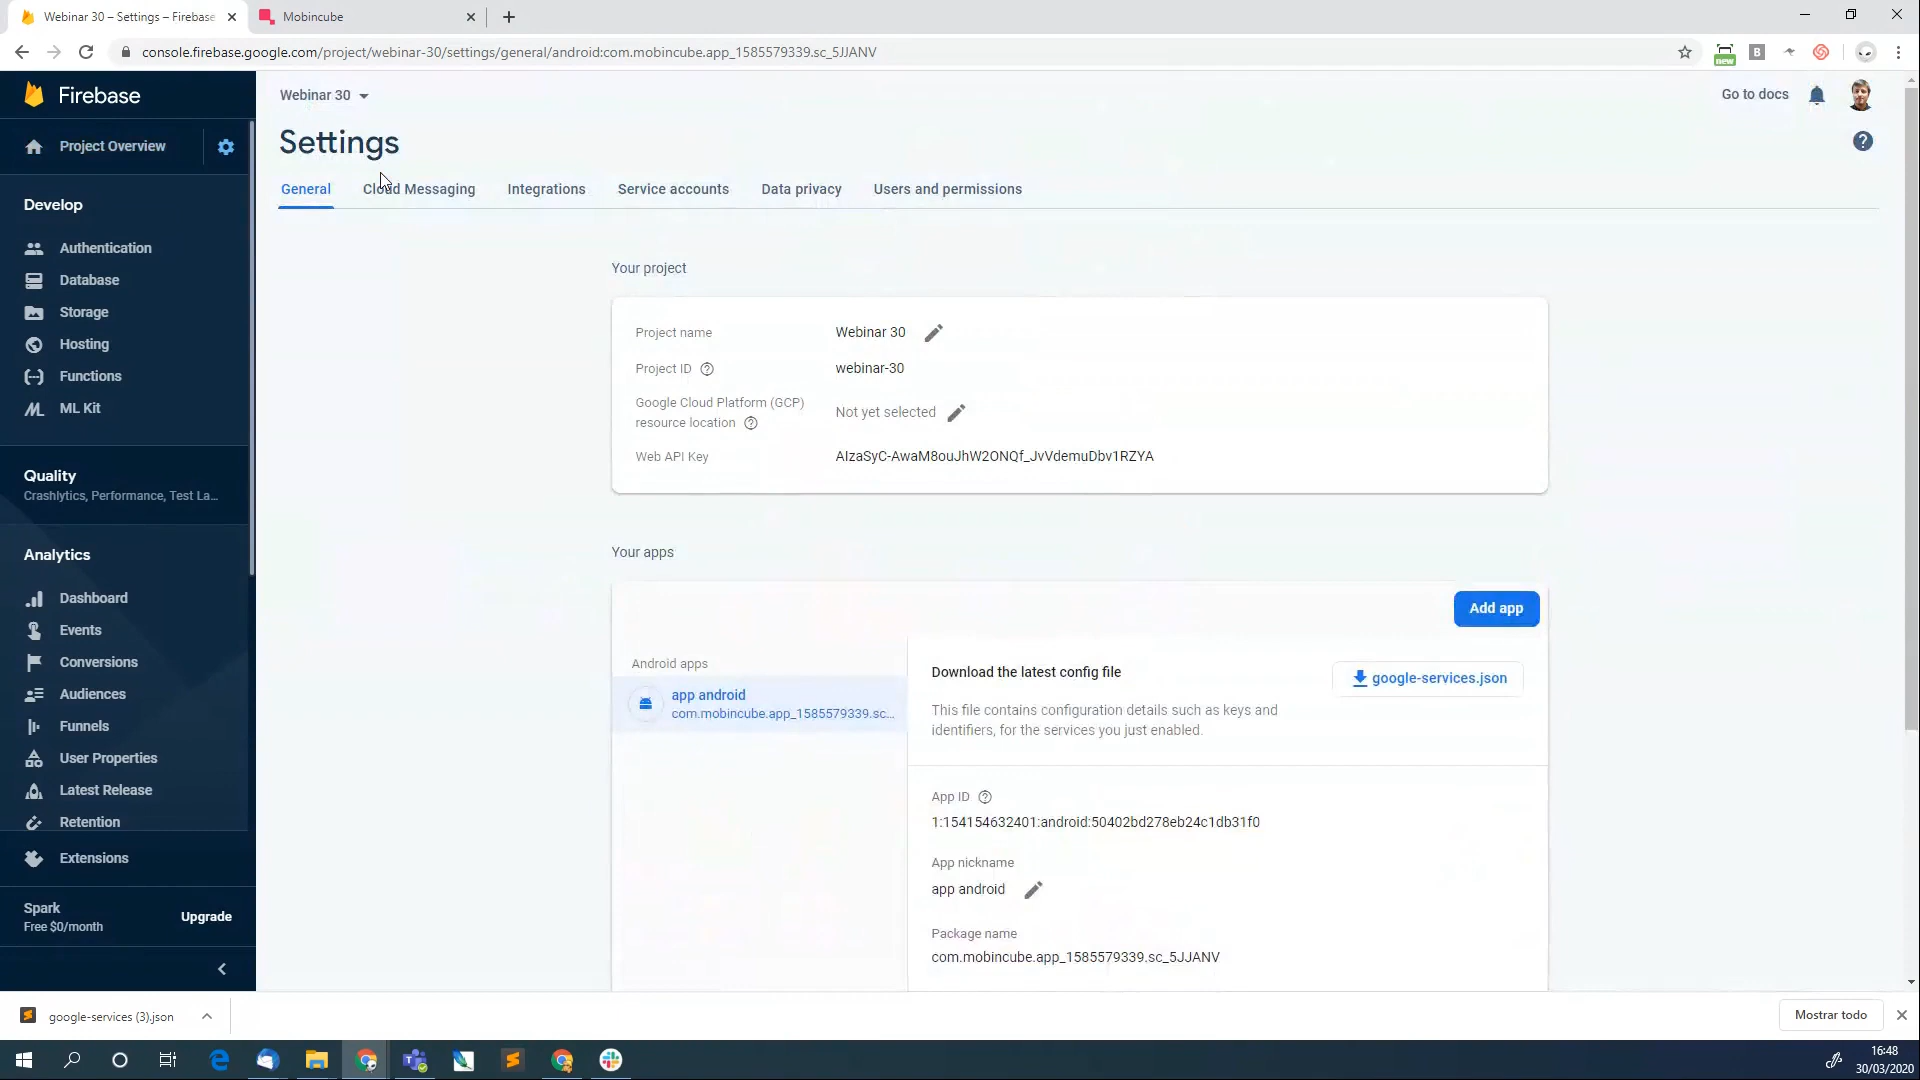 Webinar 30 – Settings – Firebase
Mobincube
console.firebase.google.com/project/webinar-30/settings/general/android:com.mobincube.app_1585579339.sc_5JJANV
new
B
Firebase
Project Overview
Develop
Authentication
Database
Storage
Hosting
Functions
ML Kit
Quality
Crashlytics, Performance, Test La...
Analytics
Dashboard
Events
Conversions
Audiences
Funnels
User Properties
Latest Release
Retention
Extensions
Spark
Free $0/month
Upgrade
Webinar 30
Go to docs
Settings
General
Cloud Messaging
Integrations
Service accounts
Data privacy
Users and permissions
Your project
Project name
Webinar 30
Project ID
webinar-30
Google Cloud Platform (GCP)
resource location
Not yet selected
Web API Key
AIzaSyC-AwaM8ouJhW2ONQf_JvVdemuDbv1RZYA
Your apps
Add app
Android apps
app android
com.mobincube.app_1585579339.sc...
Download the latest config file
google-services.json
This file contains configuration details such as keys and
identifiers, for the services you just enabled.
App ID
1:154154632401:android:50402bd278eb24c1db31f0
App nickname
app android
Package name
com.mobincube.app_1585579339.sc_5JJANV
google-services (3).json
Mostrar todo
16:48
30/03/2020